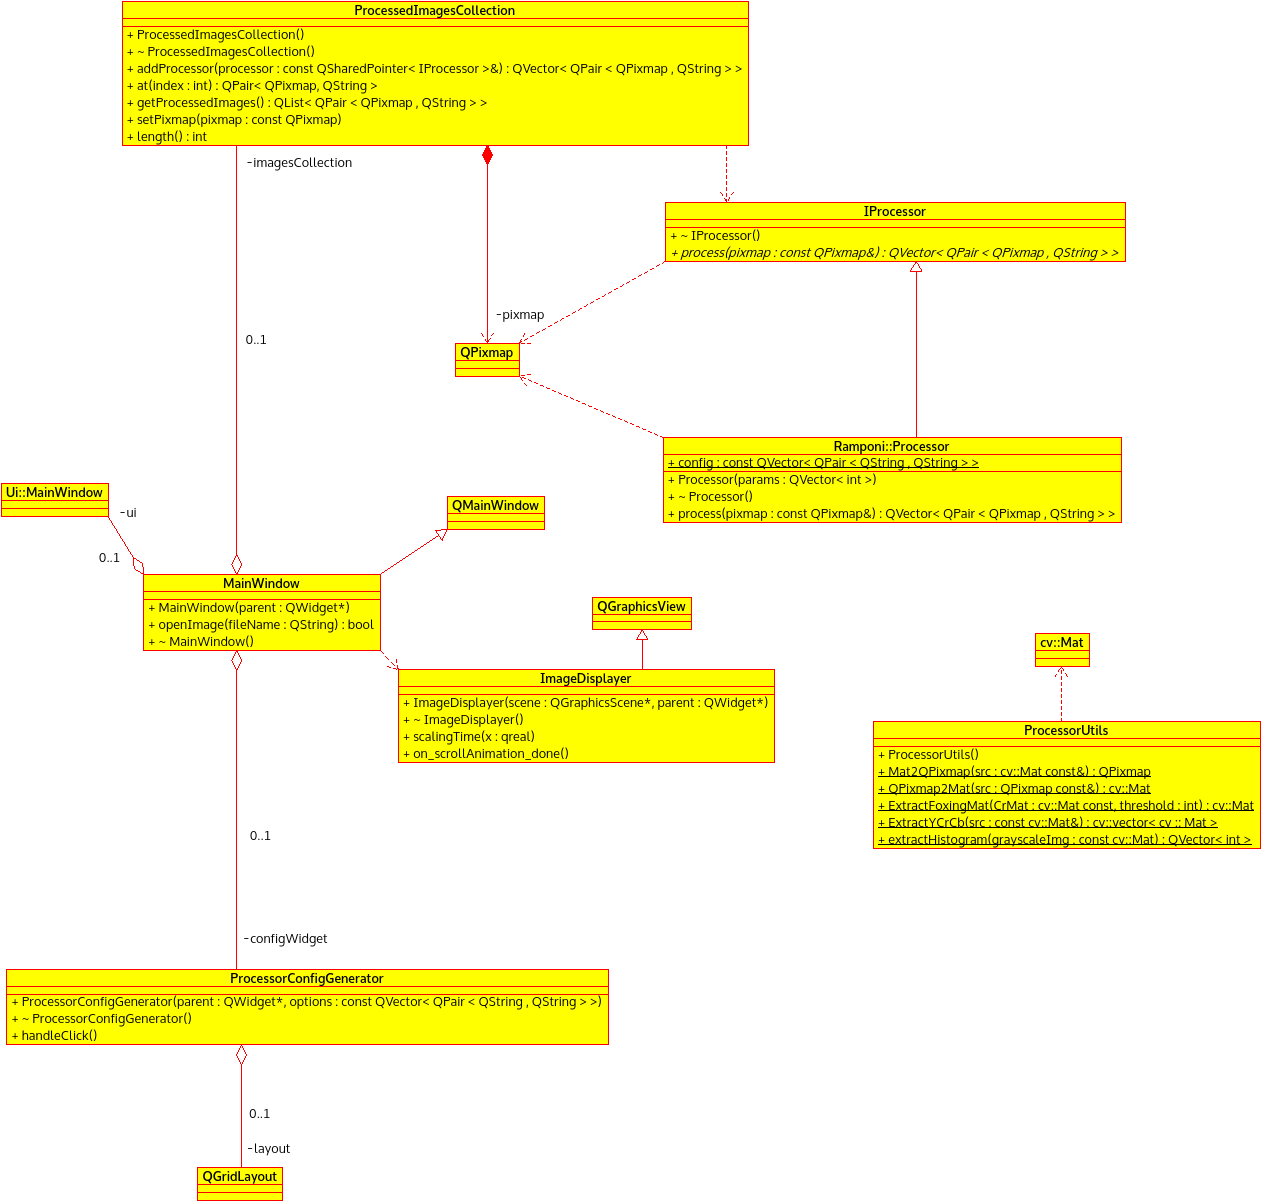 ProcessedImagesCollection
+ ProcessedImagesCollection()
+ ~ ProcessedImagesCollection()
+ addProcessor(processor : const QSharedPointer< IProcessor >&) : QVector< QPair < QPixmap , QString > >
+ at(index : int) : QPair< QPixmap, QString >
+ getProcessedImages() : QList< QPair < QPixmap , QString > >
+ setPixmap(pixmap : const QPixmap)
+ length() : int
-imagesCollection
IProcessor
+ ~ IProcessor()
+ process(pixmap : const QPixmap&) : QVector< QPair < QPixmap , QString > >
-pixmap
0..1
QPixmap
Ramponi::Processor
+ config : const QVector< QPair < QString , QString > >
+ Processor(params : QVector< int >)
+ ~ Processor()
+ process(pixmap : const QPixmap&) : QVector< QPair < QPixmap , QString > >
Ui::MainWindow
-ui
0..1
QMainWindow
MainWindow
+ MainWindow(parent : QWidget*)
+ openImage(fileName : QString) : bool
+ ~ MainWindow()
QGraphicsView
ImageDisplayer
+ ImageDisplayer(scene : QGraphicsScene*, parent : QWidget*)
+ ~ ImageDisplayer()
+ scalingTime(x : qreal)
+ on_scrollAnimation_done()
cv::Mat
ProcessorUtils
+ ProcessorUtils()
+ Mat2QPixmap(src : cv::Mat const&) : QPixmap
+ QPixmap2Mat(src : QPixmap const&) : cv::Mat
+ ExtractFoxingMat(CrMat : cv::Mat const, threshold : int) : cv::Mat
+ ExtractYCrCb(src : const cv::Mat&) : cv::vector< cv :: Mat >
+ extractHistogram(grayscaleImg : const cv::Mat) : QVector< int >
0..1
-configWidget
ProcessorConfigGenerator
+ ProcessorConfigGenerator(parent : QWidget*, options : const QVector< QPair < QString , QString > >)
+ ~ ProcessorConfigGenerator()
+ handleClick()
0..1
-layout
QGridLayout